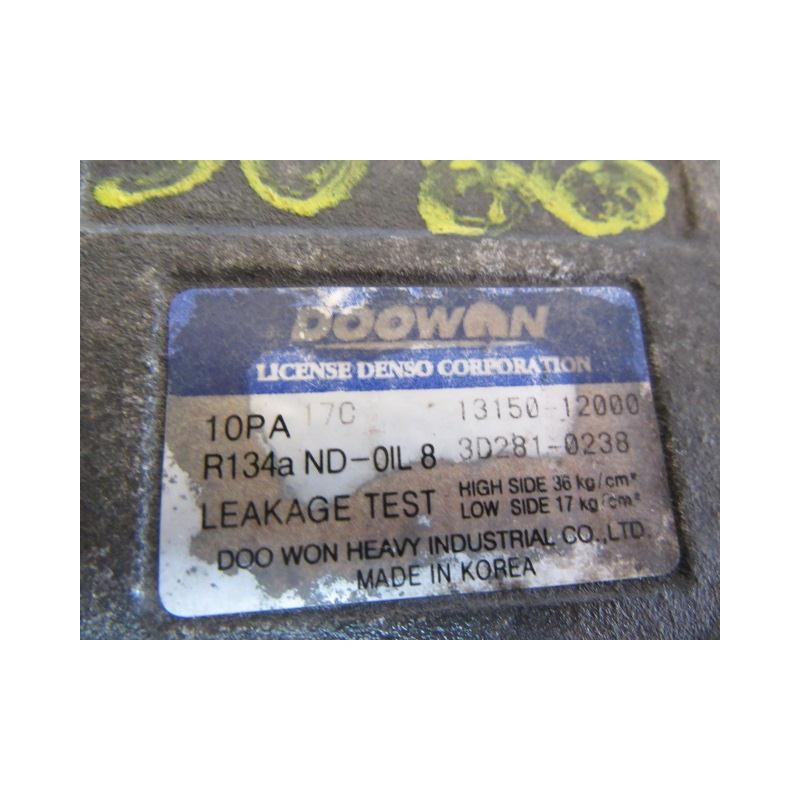 DOOWON
LICENSE DENSO CORPORATION
10PA 17C 13150-12000
R134a ND-OIL 8 3D281-0238
LEAKAGE TEST HIGH SIDE 36 kg/cm²
LOW SIDE 17 kg/cm²
DOO WON HEAVY INDUSTRIAL CO.,LTD.
MADE IN KOREA